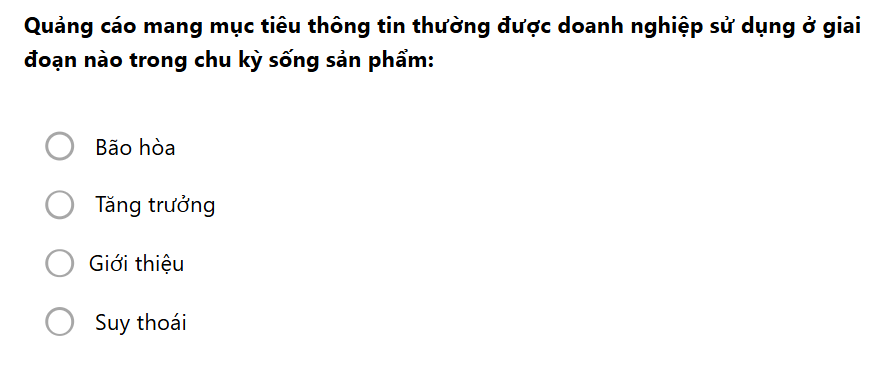 Quảng cáo mang mục tiêu thông tin thường được doanh nghiệp sử dụng ở giai
đoạn nào trong chu kỳ sống sản phẩm:
Bão hòa
Tăng trưởng
Giới thiệu
Suy thoái